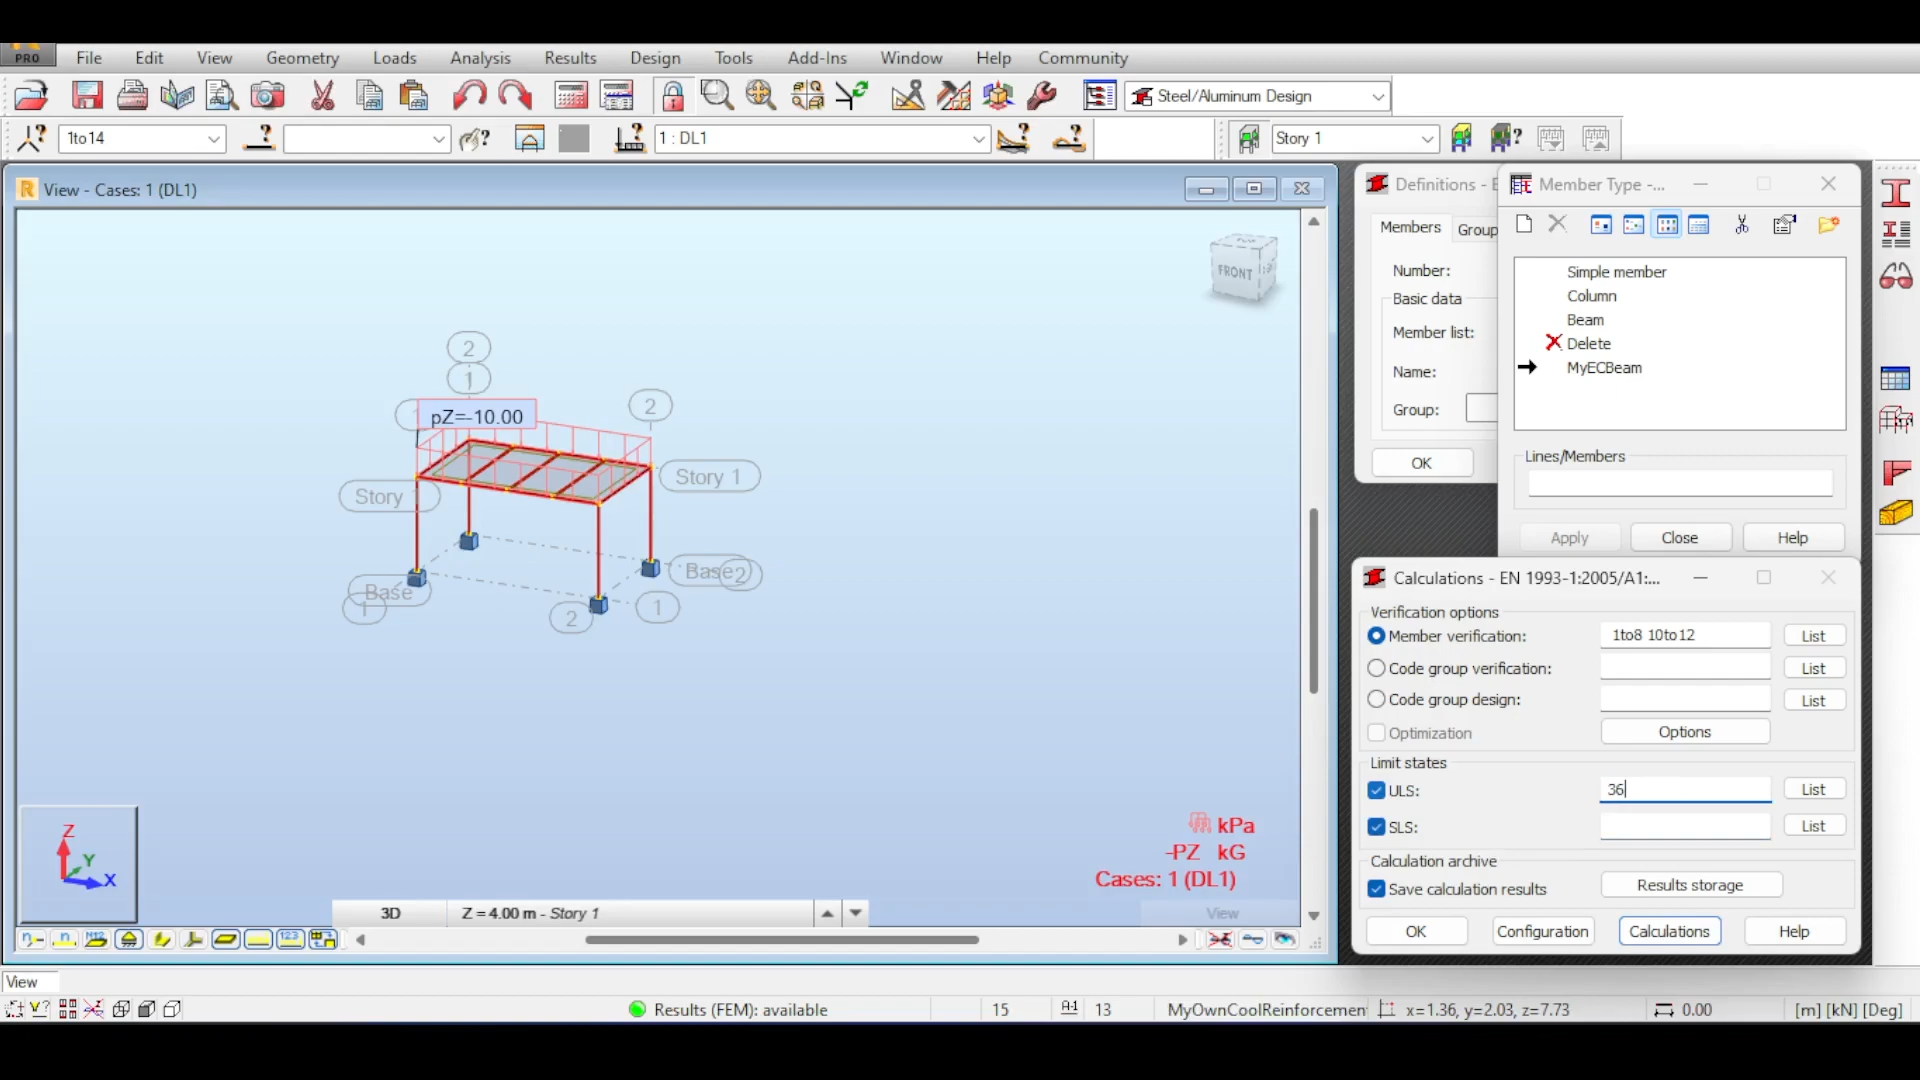 PRO
File Edit View Geometry Loads Analysis Results Design Tools Add-Ins Window Help Community
Steel/Aluminum Design
1to14
1 : DL1
Story 1
View - Cases: 1 (DL1)
FRONT
2
1
2
pZ=-10.00
Story 1
Story
Base
1
Base
2
2
1
Z
Y
X
kPa
-PZ kG
Cases: 1 (DL1)
3D
Z = 4.00 m - Story 1
View
Definitions - E
Members
Group
Number:
Basic data
Member list:
Name:
Group:
OK
Member Type -...
Simple member
Column
Beam
Delete
MyECBeam
Lines/Members
Apply Close Help
Calculations - EN 1993-1:2005/A1:...
Verification options
Member verification: 1to8 10to12 List
Code group verification: List
Code group design: List
Optimization Options
Limit states
ULS: 36 List
SLS: List
Calculation archive
Save calculation results Results storage
OK Configuration Calculations Help
View
Results (FEM): available
15
13
MyOwnCoolReinforcemen
x=1.36, y=2.03, z=7.73
0.00
[m] [kN] [Deg]